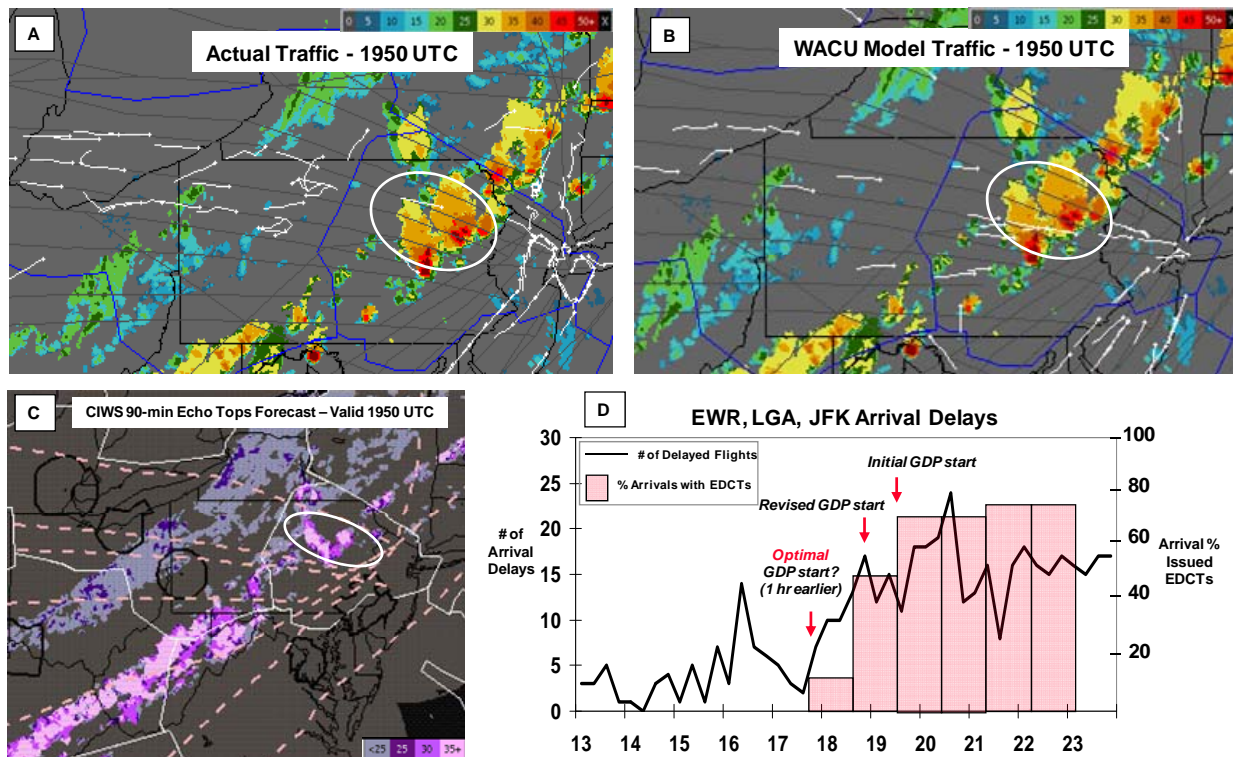 A
0 5 10 15 20 25 30 35 40 45 50+ X
Actual Traffic - 1950 UTC
B
0 5 10 15 20 25 30 35 40 45 50+ X
WACU Model Traffic - 1950 UTC
C
CIWS 90-min Echo Tops Forecast – Valid 1950 UTC
<25 25 30 35+
D
EWR, LGA, JFK Arrival Delays
# of Delayed Flights
% Arrivals with EDCTs
Initial GDP start
Revised GDP start
Optimal
GDP start?
(1 hr earlier)
# of
Arrival
Delays
30
25
20
15
10
5
0
100
80
60
40
20
Arrival %
Issued
EDCTs
13 14 15 16 17 18 19 20 21 22 23